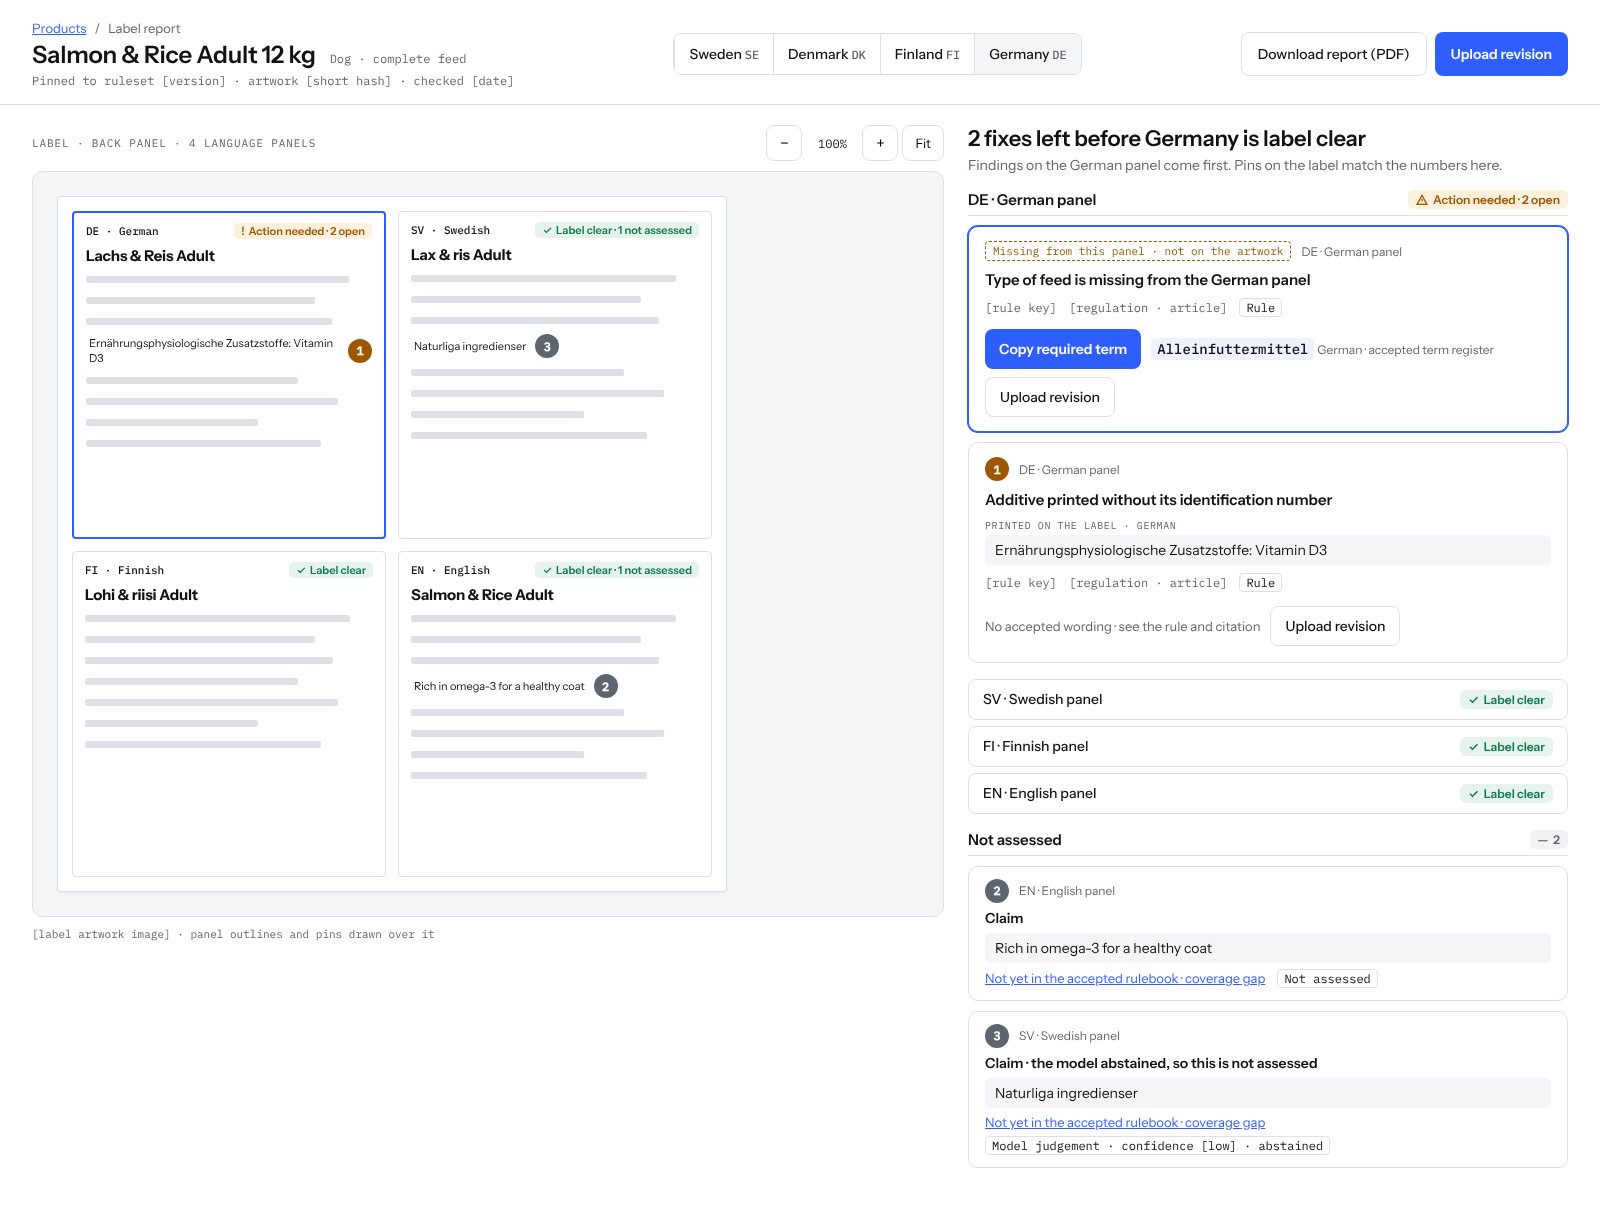 Products / Label report
Salmon & Rice Adult 12 kg Dog · complete feed
Pinned to ruleset [version] · artwork [short hash] · checked [date]
Sweden SE Denmark DK Finland FI Germany DE
Download report (PDF) Upload revision
LABEL · BACK PANEL · 4 LANGUAGE PANELS
− 100% + Fit
DE · German ! Action needed · 2 open
Lachs & Reis Adult
Ernährungsphysiologische Zusatzstoffe: Vitamin
D3
1
SV · Swedish ✓ Label clear · 1 not assessed
Lax & ris Adult
Naturliga ingredienser 3
FI · Finnish ✓ Label clear
Lohi & riisi Adult
EN · English ✓ Label clear · 1 not assessed
Salmon & Rice Adult
Rich in omega-3 for a healthy coat 2
[label artwork image] · panel outlines and pins drawn over it
2 fixes left before Germany is label clear
Findings on the German panel come first. Pins on the label match the numbers here.
DE · German panel Action needed · 2 open
Missing from this panel · not on the artwork DE · German panel
Type of feed is missing from the German panel
[rule key] [regulation · article] Rule
Copy required term Alleinfuttermittel German · accepted term register
Upload revision
1 DE · German panel
Additive printed without its identification number
PRINTED ON THE LABEL · GERMAN
Ernährungsphysiologische Zusatzstoffe: Vitamin D3
[rule key] [regulation · article] Rule
No accepted wording · see the rule and citation Upload revision
SV · Swedish panel ✓ Label clear
FI · Finnish panel ✓ Label clear
EN · English panel ✓ Label clear
Not assessed — 2
2 EN · English panel
Claim
Rich in omega-3 for a healthy coat
Not yet in the accepted rulebook · coverage gap Not assessed
3 SV · Swedish panel
Claim · the model abstained, so this is not assessed
Naturliga ingredienser
Not yet in the accepted rulebook · coverage gap
Model judgement · confidence [low] · abstained